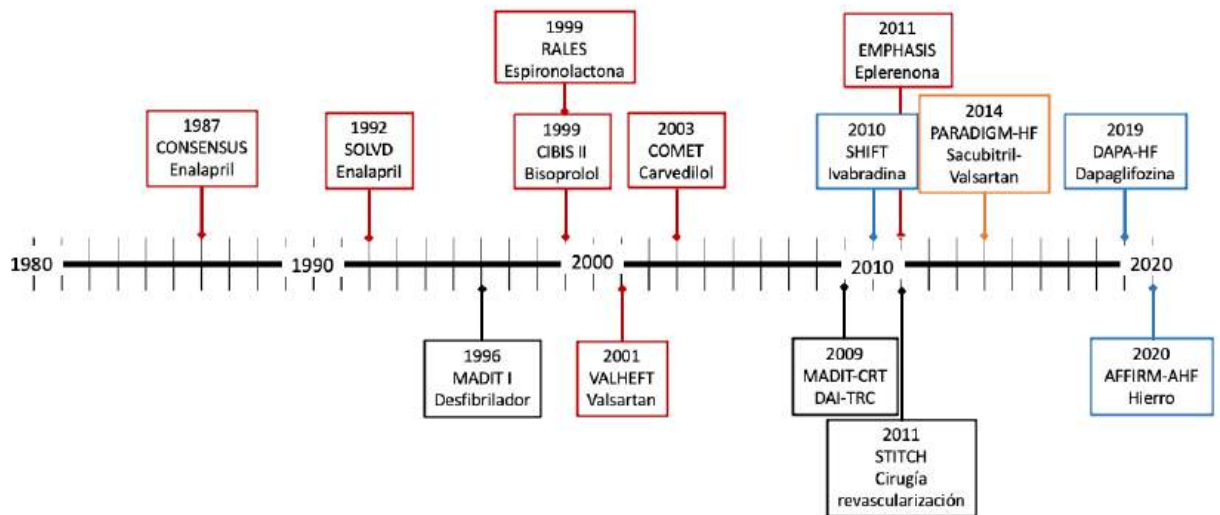 1999
RALES
Espironolactona
2011
EMPHASIS
Eplerenona
1987
CONSENSUS
Enalapril
1992
SOLVD
Enalapril
1999
CIBIS II
Bisoprolol
2003
COMET
Carvedilol
2010
SHIFT
Ivabradina
2014
PARADIGM-HF
Sacubitril-
Valsartan
2019
DAPA-HF
Dapaglifozina
1980
1990
2000
2010
2020
1996
MADIT I
Desfibrilador
2001
VALHEFT
Valsartan
2009
MADIT-CRT
DAI-TRC
2011
STITCH
Cirugía
revascularización
2020
AFFIRM-AHF
Hierro